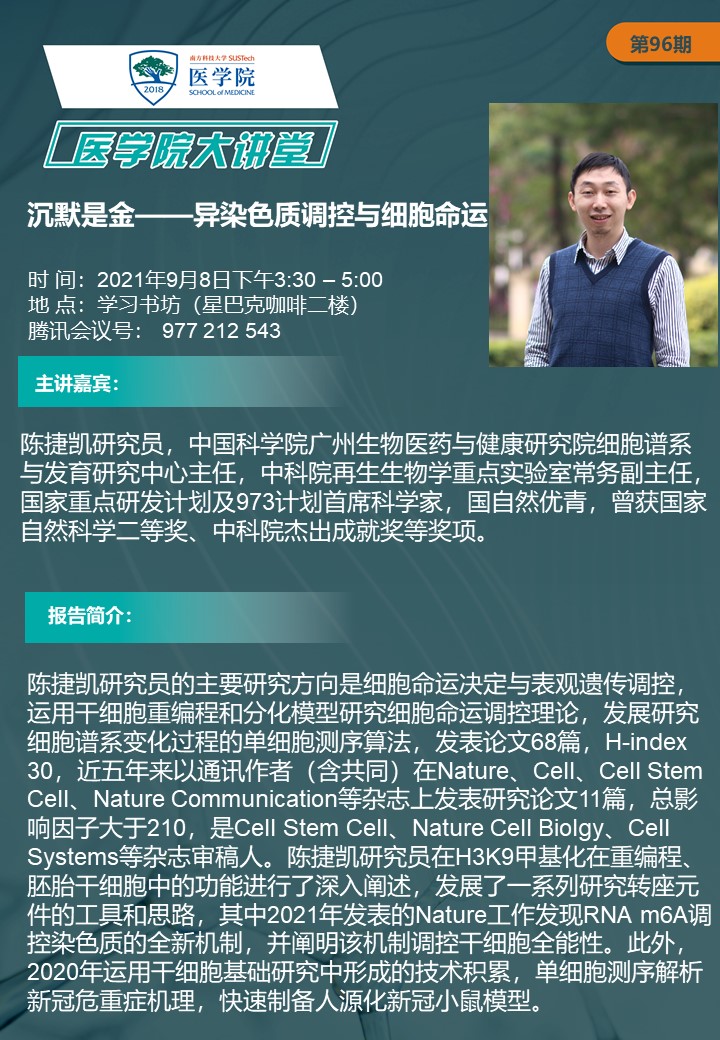 第96期
南方科技大学 SUSTech
医学院
SCHOOL of MEDICINE
2018
医学院大讲堂
沉默是金——异染色质调控与细胞命运
时 间：2021年9月8日下午3:30 – 5:00
地 点：学习书坊（星巴克咖啡二楼）
腾讯会议号： 977 212 543
主讲嘉宾：
陈捷凯研究员，中国科学院广州生物医药与健康研究院细胞谱系
与发育研究中心主任，中科院再生生物学重点实验室常务副主任，
国家重点研发计划及973计划首席科学家，国自然优青，曾获国家
自然科学二等奖、中科院杰出成就奖等奖项。
报告简介：
陈捷凯研究员的主要研究方向是细胞命运决定与表观遗传调控，
运用干细胞重编程和分化模型研究细胞命运调控理论，发展研究
细胞谱系变化过程的单细胞测序算法，发表论文68篇，H-index
30，近五年来以通讯作者（含共同）在Nature、Cell、Cell Stem
Cell、Nature Communication等杂志上发表研究论文11篇，总影
响因子大于210，是Cell Stem Cell、Nature Cell Biolgy、Cell
Systems等杂志审稿人。陈捷凯研究员在H3K9甲基化在重编程、
胚胎干细胞中的功能进行了深入阐述，发展了一系列研究转座元
件的工具和思路，其中2021年发表的Nature工作发现RNA m6A调
控染色质的全新机制，并阐明该机制调控干细胞全能性。此外，
2020年运用干细胞基础研究中形成的技术积累，单细胞测序解析
新冠危重症机理，快速制备人源化新冠小鼠模型。